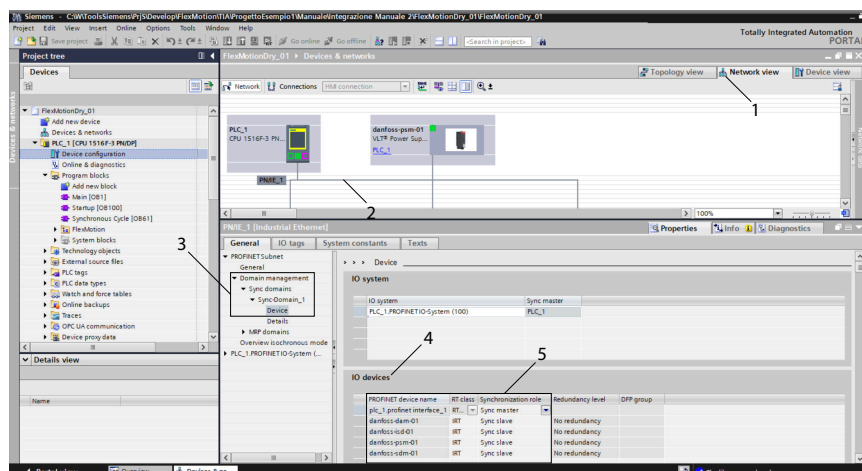 Siemens - C:\WITools\Siemens\PrjS\Develop\FlexMotion\TIA\ProgettoEsempio1\Manuale\Integrazione Manuale 2\FlexMotionDry_01\FlexMotionDry_01
Project Edit View Insert Online Options Tools Window Help
Totally Integrated Automation
PORTAL
Save project
Go online
Go offline
<Search in project>
Project tree
FlexMotionDry_01 › Devices & networks
Devices
Topology view
Network view
Device view
Network
Connections
HMI connection
1
Devices & networks
FlexMotionDry_01
Add new device
Devices & networks
PLC_1 [CPU 1516F-3 PN/DP]
Device configuration
Online & diagnostics
Program blocks
Add new block
Main [OB1]
Startup [OB100]
Synchronous Cycle [OB61]
FlexMotion
System blocks
Technology objects
External source files
PLC tags
PLC data types
Watch and force tables
Online backups
Traces
OPC UA communication
Device proxy data
PLC_1
CPU 1516F-3 PN...
danfoss-psm-01
VLT® Power Sup...
PLC_1
PN/IE_1
2
100%
PN/IE_1 [Industrial Ethernet]
Properties
Info
Diagnostics
General
IO tags
System constants
Texts
3
PROFINET Subnet
General
Domain management
Sync domains
Sync-Domain_1
Device
Details
MRP domains
Overview isochronous mode
PLC_1.PROFINET IO-System (...
> > > Device
IO system
IO system
Sync master
PLC_1.PROFINET IO-System (100)
PLC_1
4
5
IO devices
PROFINET device name RT class Synchronization role Redundancy level DFP group
plc_1.profinet interface_1 RT... Sync master
danfoss-dam-01 IRT Sync slave No redundancy
danfoss-isd-01 IRT Sync slave No redundancy
danfoss-psm-01 IRT Sync slave No redundancy
danfoss-sdm-01 IRT Sync slave No redundancy
Details view
Name